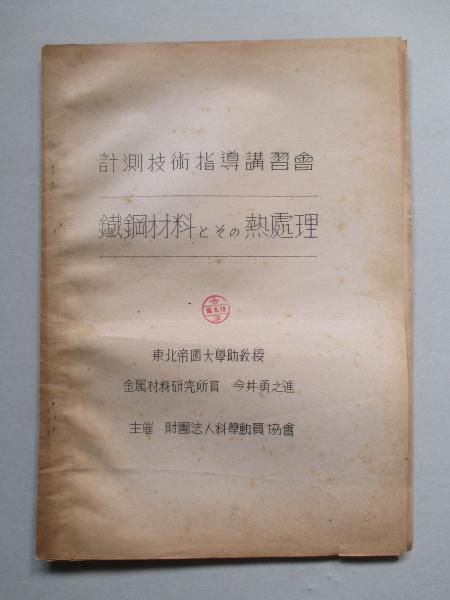 計測技術指導講習會
鐵鋼材料とその熱處理
東北帝國大學助教授
金属材料研究所員 今井勇之進
主催 財團法人科學動員協會